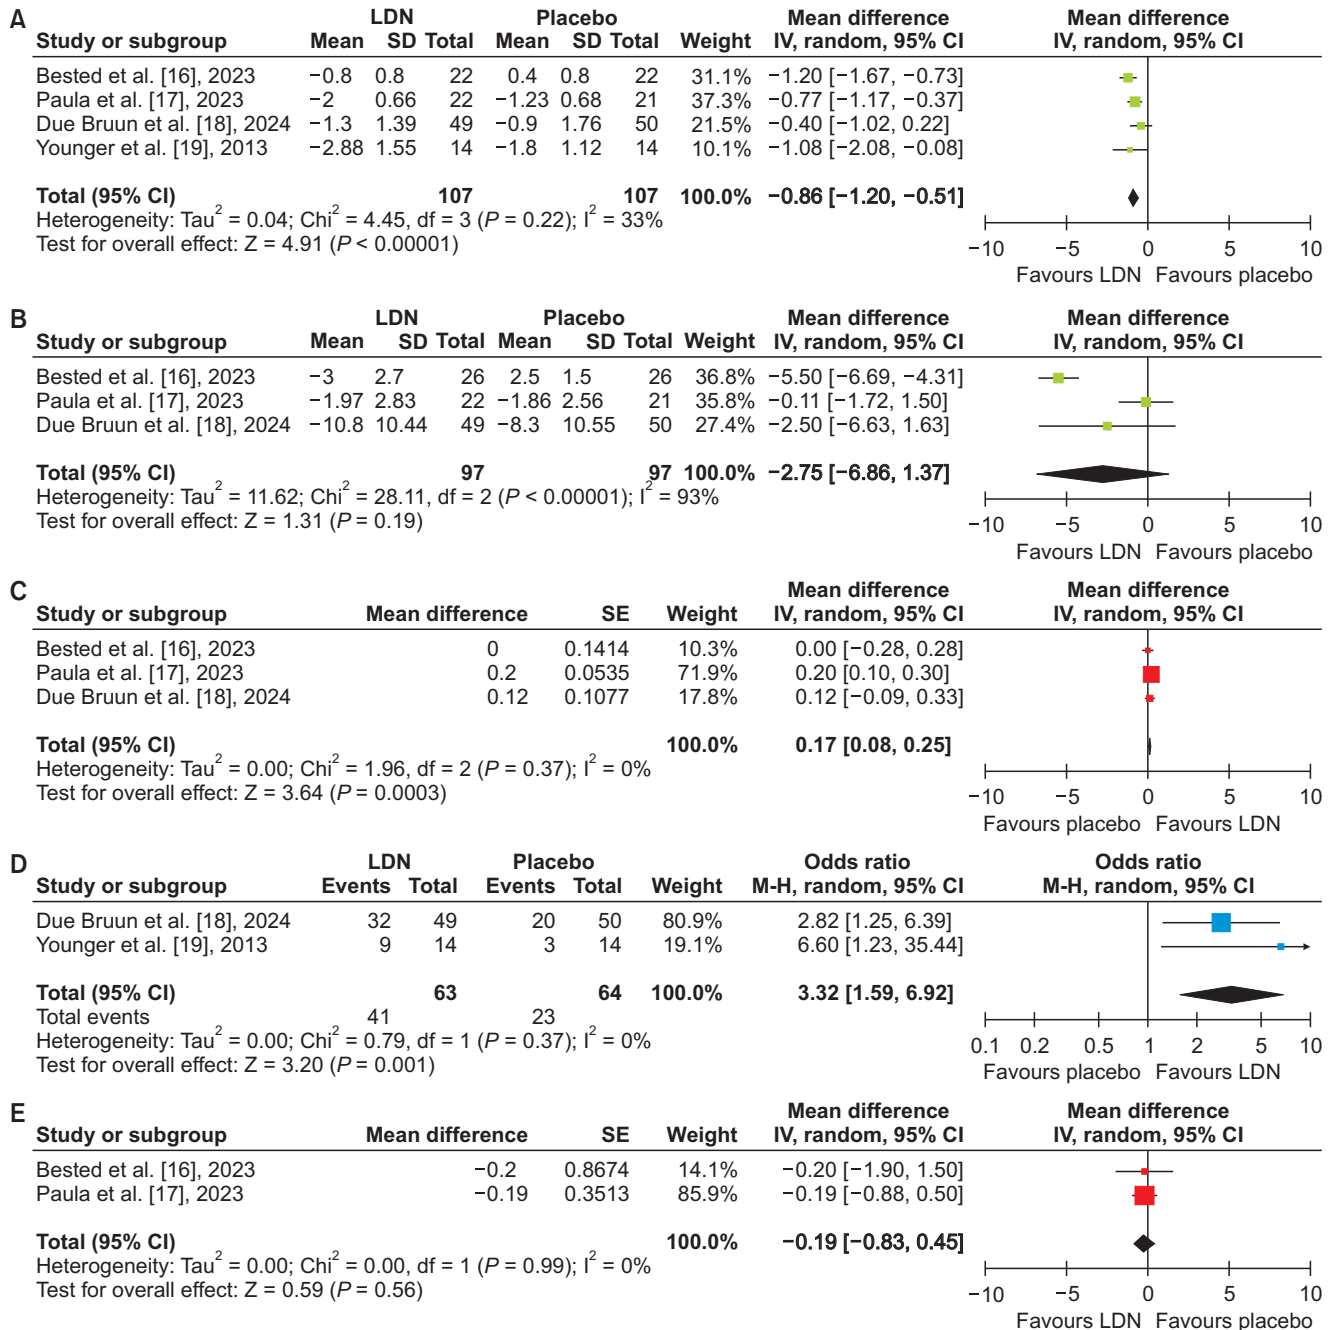 A LDN Placebo Mean difference Mean difference
Study or subgroup Mean SD Total Mean SD Total Weight IV, random, 95% CI IV, random, 95% CI
Bested et al. [16], 2023 −0.8 0.8 22 0.4 0.8 22 31.1% −1.20 [−1.67, −0.73]
Paula et al. [17], 2023 −2 0.66 22 −1.23 0.68 21 37.3% −0.77 [−1.17, −0.37]
Due Bruun et al. [18], 2024 −1.3 1.39 49 −0.9 1.76 50 21.5% −0.40 [−1.02, 0.22]
Younger et al. [19], 2013 −2.88 1.55 14 −1.8 1.12 14 10.1% −1.08 [−2.08, −0.08]
Total (95% CI) 107 107 100.0% −0.86 [−1.20, −0.51]
Heterogeneity: Tau² = 0.04; Chi² = 4.45, df = 3 (P = 0.22); I² = 33%
Test for overall effect: Z = 4.91 (P < 0.00001)
−10 −5 0 5 10
Favours LDN Favours placebo
B LDN Placebo Mean difference Mean difference
Study or subgroup Mean SD Total Mean SD Total Weight IV, random, 95% CI IV, random, 95% CI
Bested et al. [16], 2023 −3 2.7 26 2.5 1.5 26 36.8% −5.50 [−6.69, −4.31]
Paula et al. [17], 2023 −1.97 2.83 22 −1.86 2.56 21 35.8% −0.11 [−1.72, 1.50]
Due Bruun et al. [18], 2024 −10.8 10.44 49 −8.3 10.55 50 27.4% −2.50 [−6.63, 1.63]
Total (95% CI) 97 97 100.0% −2.75 [−6.86, 1.37]
Heterogeneity: Tau² = 11.62; Chi² = 28.11, df = 2 (P < 0.00001); I² = 93%
Test for overall effect: Z = 1.31 (P = 0.19)
−10 −5 0 5 10
Favours LDN Favours placebo
C Mean difference Mean difference
Study or subgroup Mean difference SE Weight IV, random, 95% CI IV, random, 95% CI
Bested et al. [16], 2023 0 0.1414 10.3% 0.00 [−0.28, 0.28]
Paula et al. [17], 2023 0.2 0.0535 71.9% 0.20 [0.10, 0.30]
Due Bruun et al. [18], 2024 0.12 0.1077 17.8% 0.12 [−0.09, 0.33]
Total (95% CI) 100.0% 0.17 [0.08, 0.25]
Heterogeneity: Tau² = 0.00; Chi² = 1.96, df = 2 (P = 0.37); I² = 0%
Test for overall effect: Z = 3.64 (P = 0.0003)
−10 −5 0 5 10
Favours placebo Favours LDN
D LDN Placebo Odds ratio Odds ratio
Study or subgroup Events Total Events Total Weight M-H, random, 95% CI M-H, random, 95% CI
Due Bruun et al. [18], 2024 32 49 20 50 80.9% 2.82 [1.25, 6.39]
Younger et al. [19], 2013 9 14 3 14 19.1% 6.60 [1.23, 35.44]
Total (95% CI) 63 64 100.0% 3.32 [1.59, 6.92]
Total events 41 23
Heterogeneity: Tau² = 0.00; Chi² = 0.79, df = 1 (P = 0.37); I² = 0%
Test for overall effect: Z = 3.20 (P = 0.001)
0.1 0.2 0.5 1 2 5 10
Favours placebo Favours LDN
E Mean difference Mean difference
Study or subgroup Mean difference SE Weight IV, random, 95% CI IV, random, 95% CI
Bested et al. [16], 2023 −0.2 0.8674 14.1% −0.20 [−1.90, 1.50]
Paula et al. [17], 2023 −0.19 0.3513 85.9% −0.19 [−0.88, 0.50]
Total (95% CI) 100.0% −0.19 [−0.83, 0.45]
Heterogeneity: Tau² = 0.00; Chi² = 0.00, df = 1 (P = 0.99); I² = 0%
Test for overall effect: Z = 0.59 (P = 0.56)
−10 −5 0 5 10
Favours LDN Favours placebo